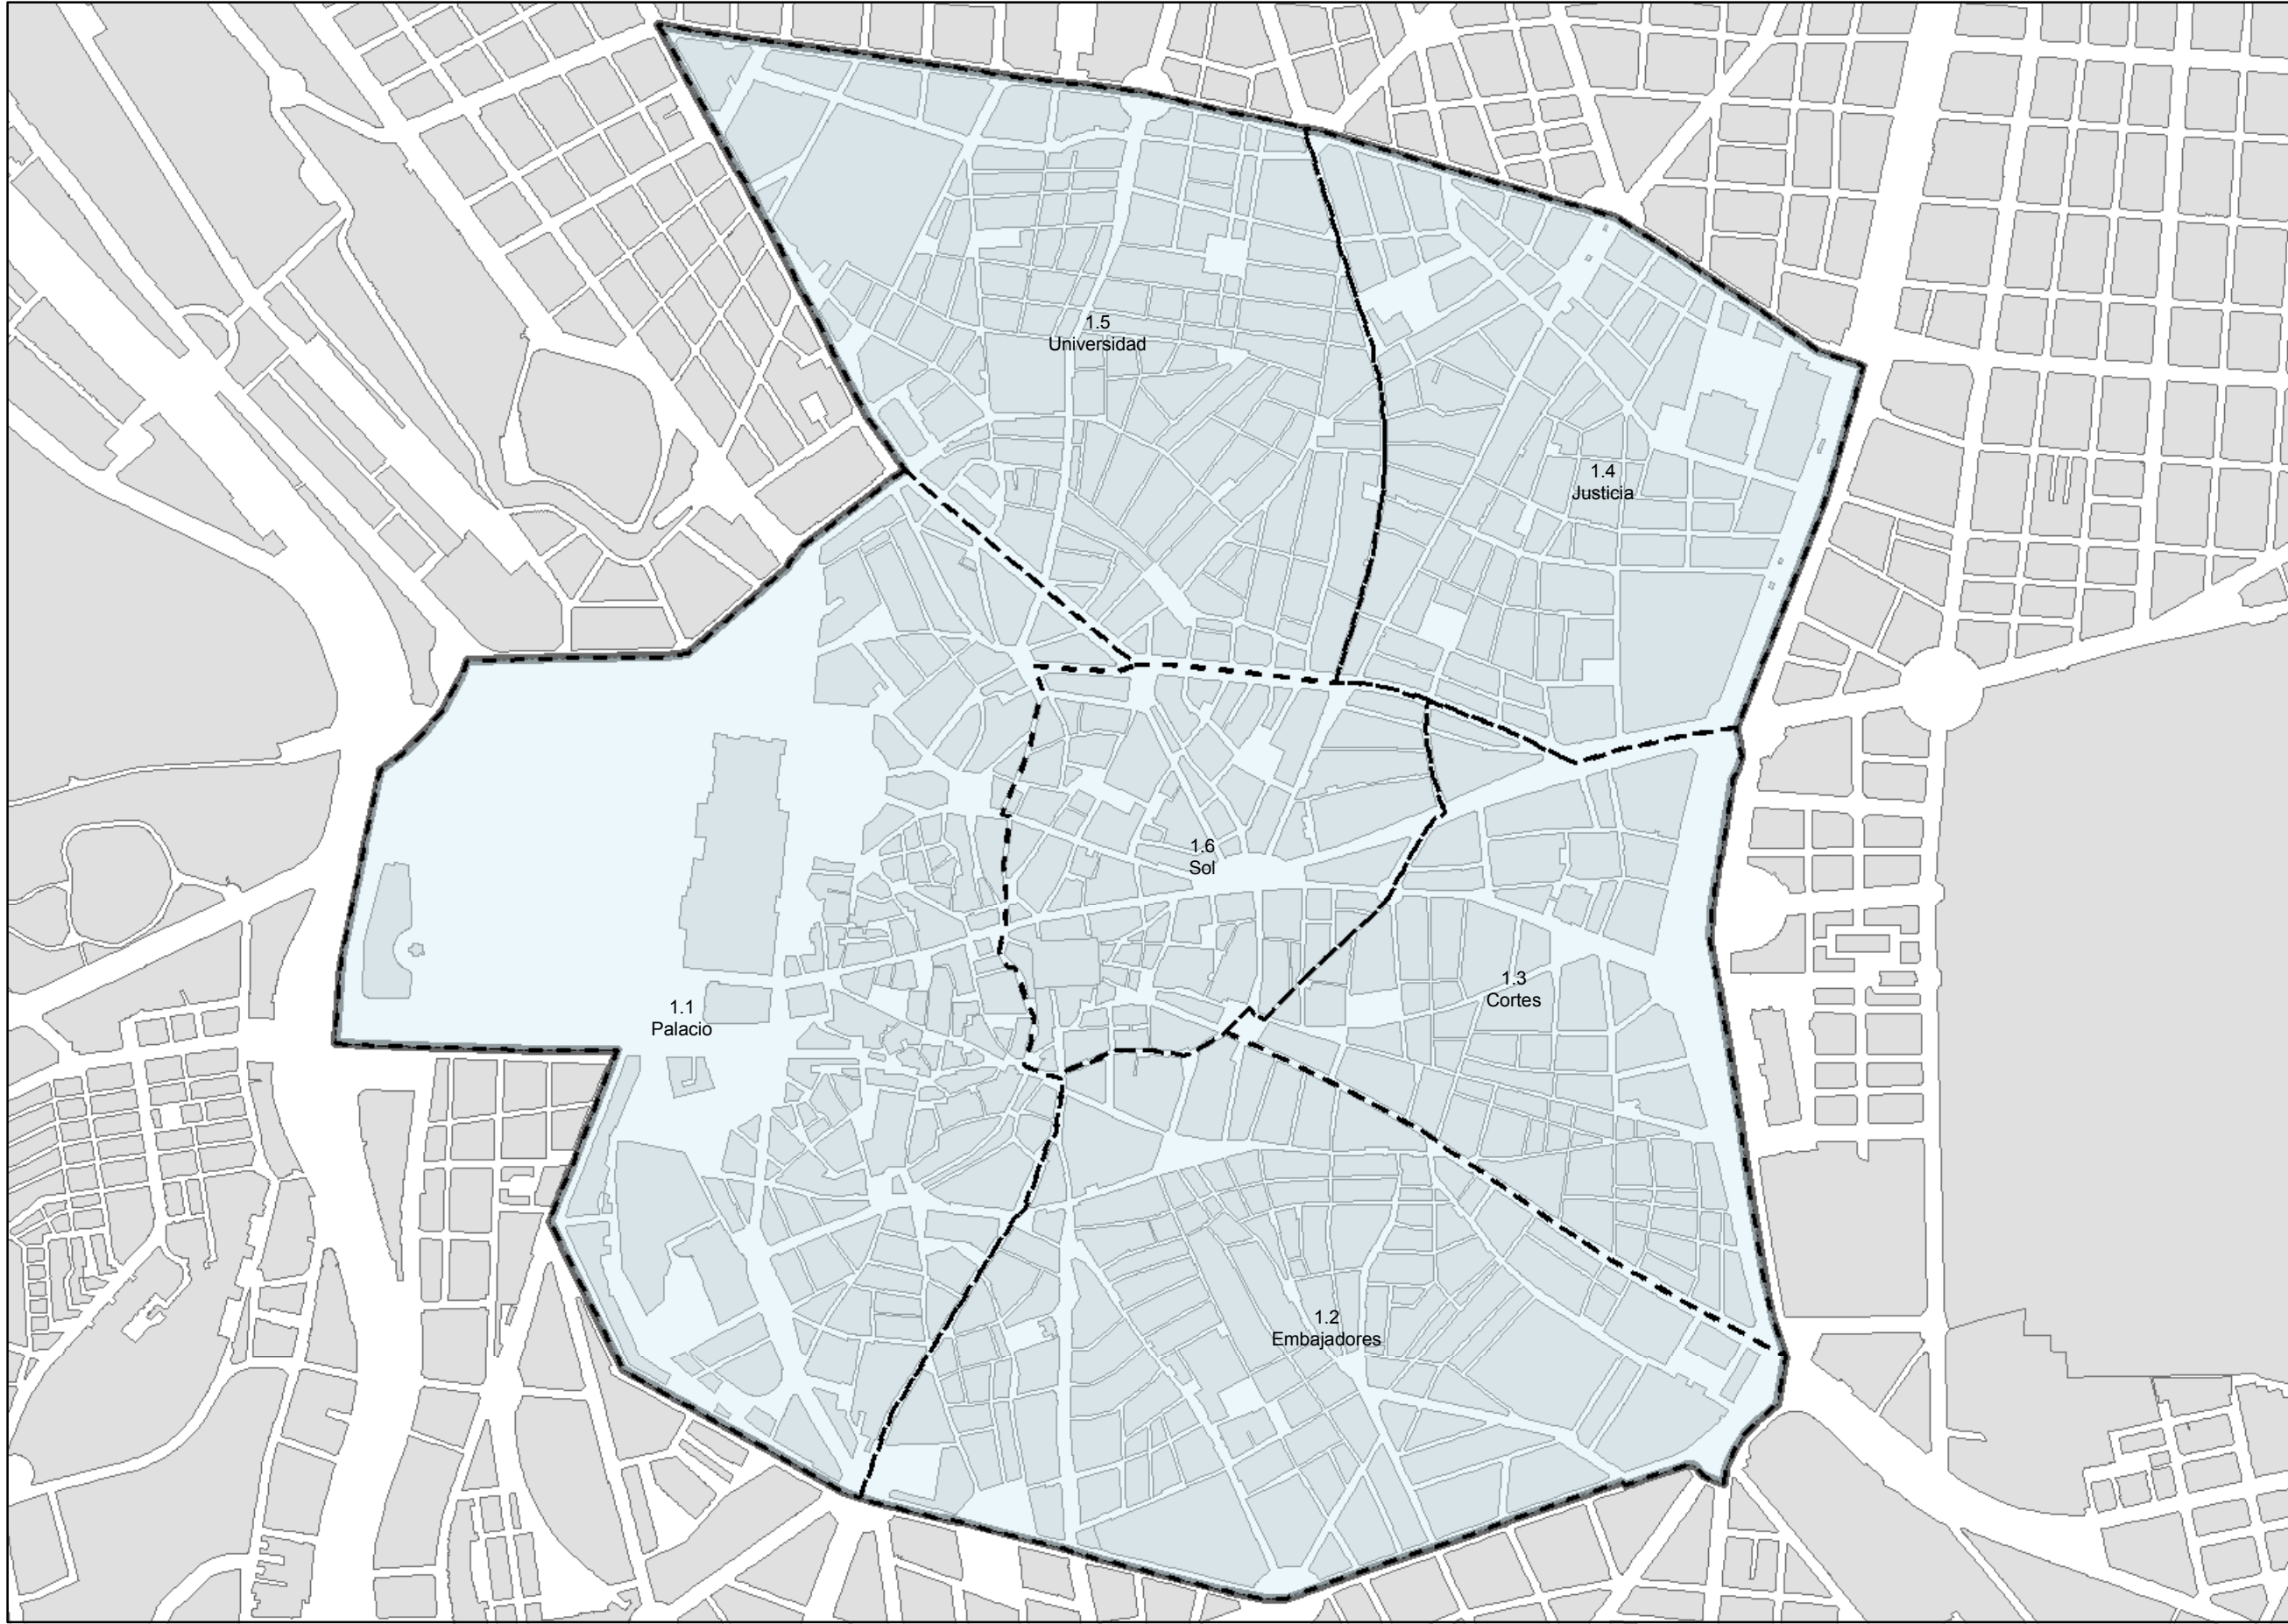 1.5
Universidad
1.4
Justicia
1.6
Sol
1.3
Cortes
1.1
Palacio
1.2
Embajadores